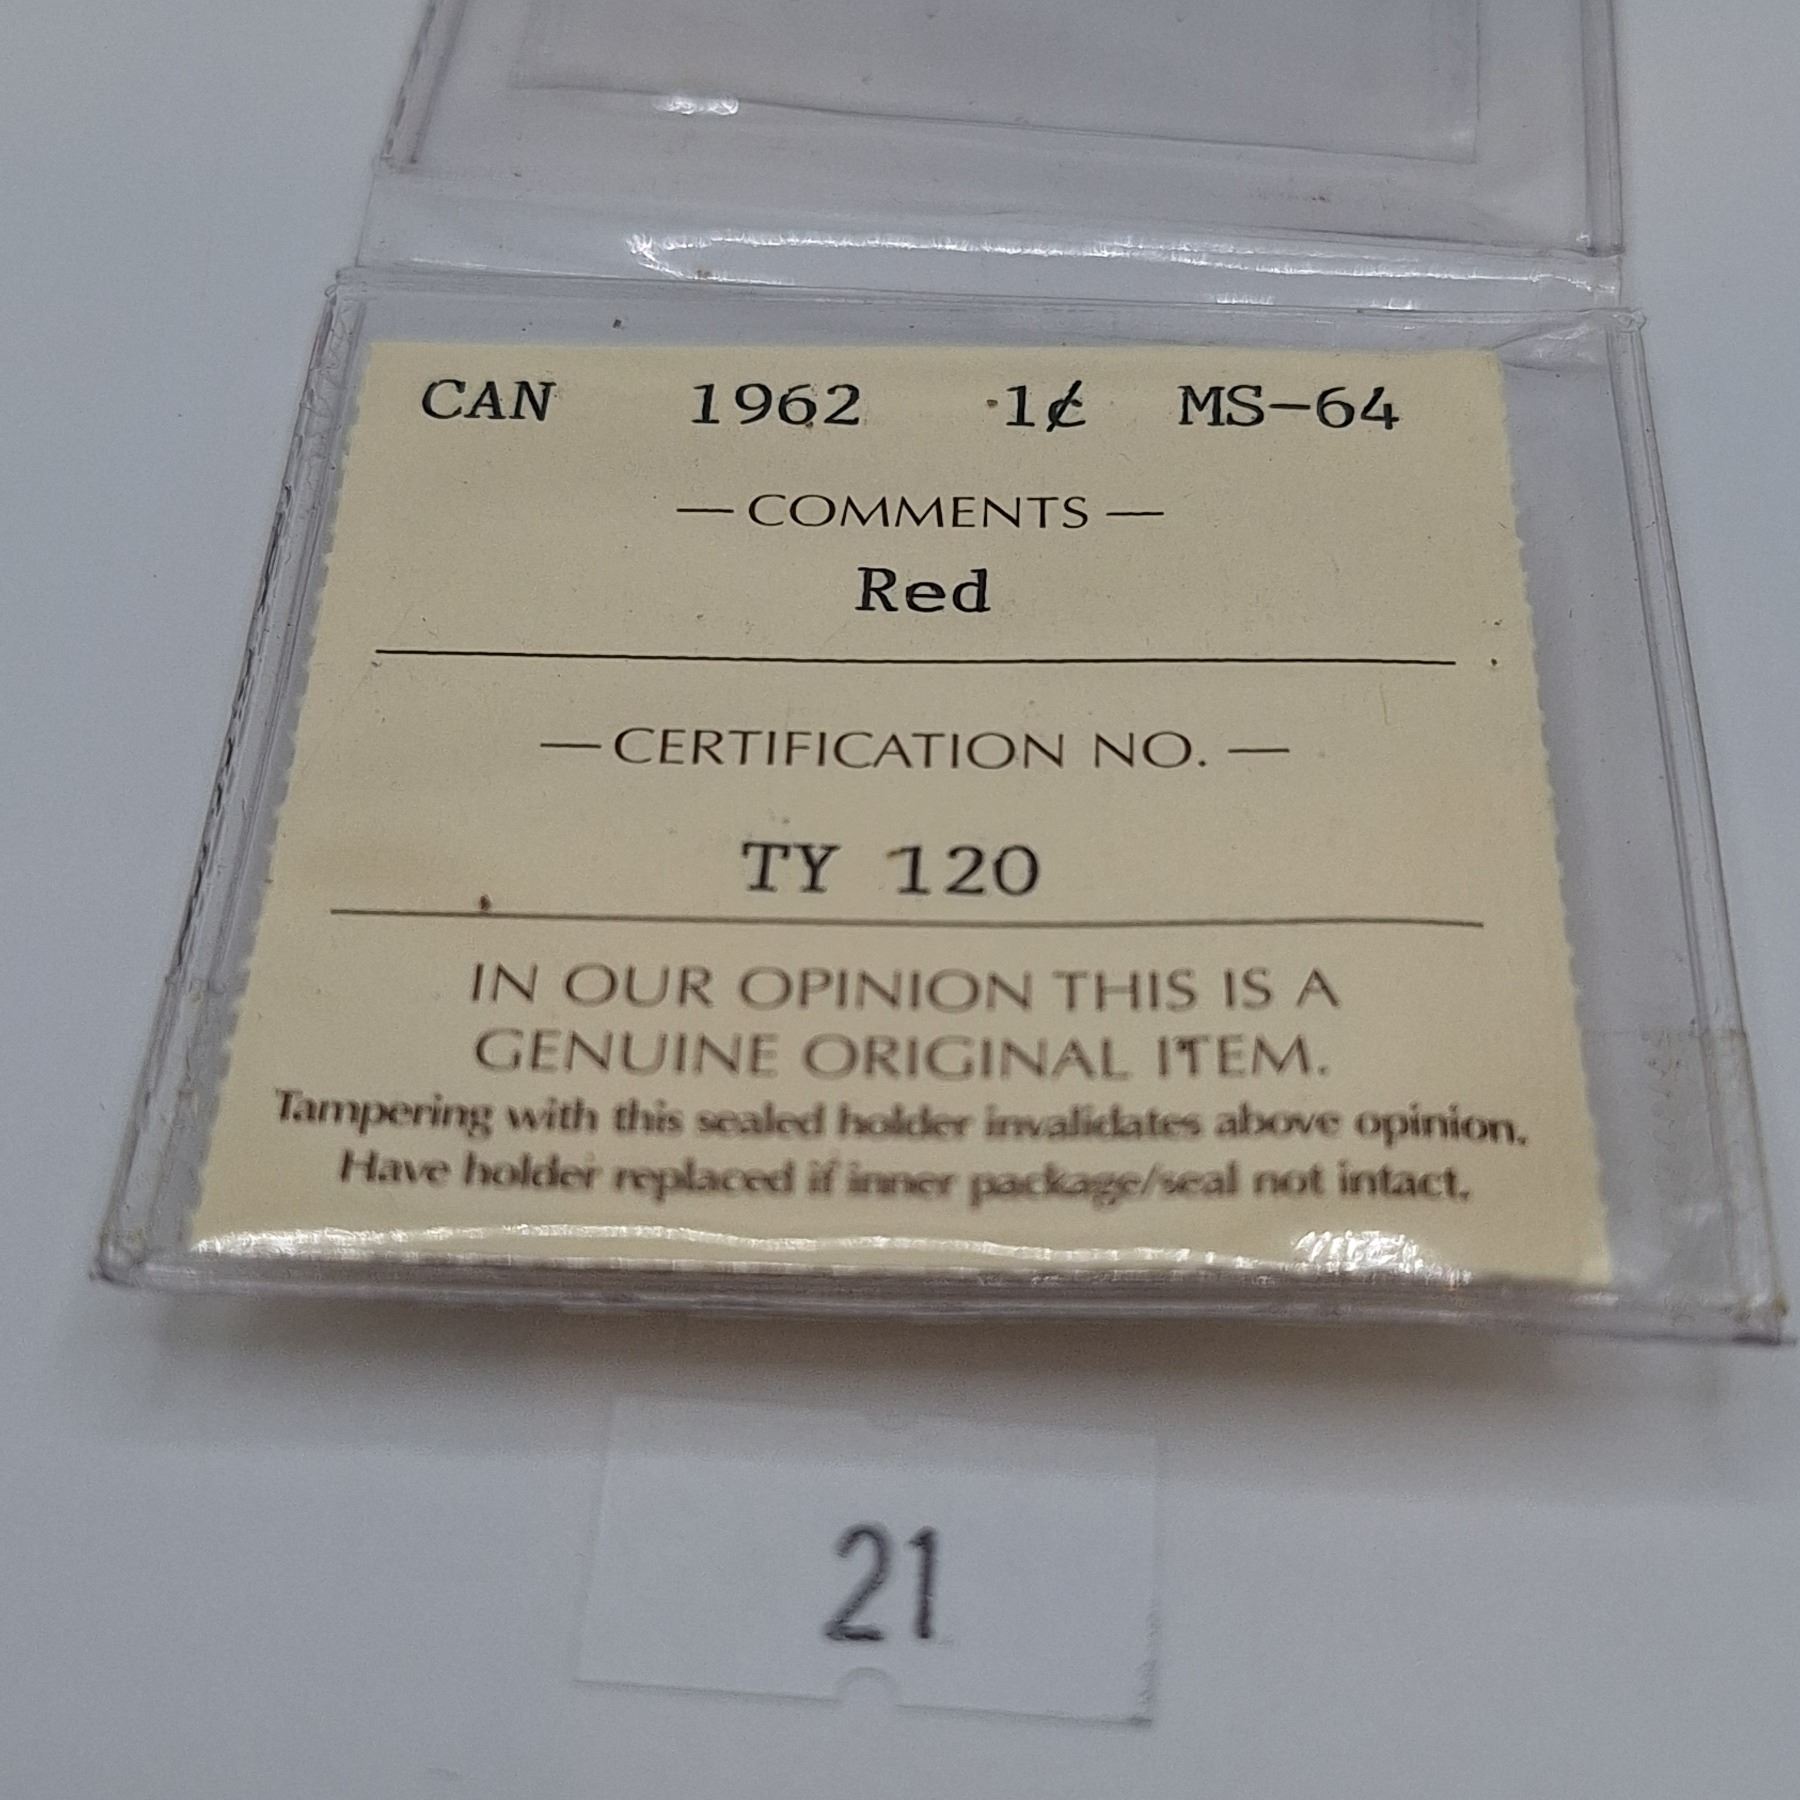 CAN 1962 1¢ MS-64
— COMMENTS —
Red
— CERTIFICATION NO. —
TY 120
IN OUR OPINION THIS IS A
GENUINE ORIGINAL ITEM.
Tampering with this sealed holder invalidates above opinion.
Have holder replaced if inner package/seal not intact.
21